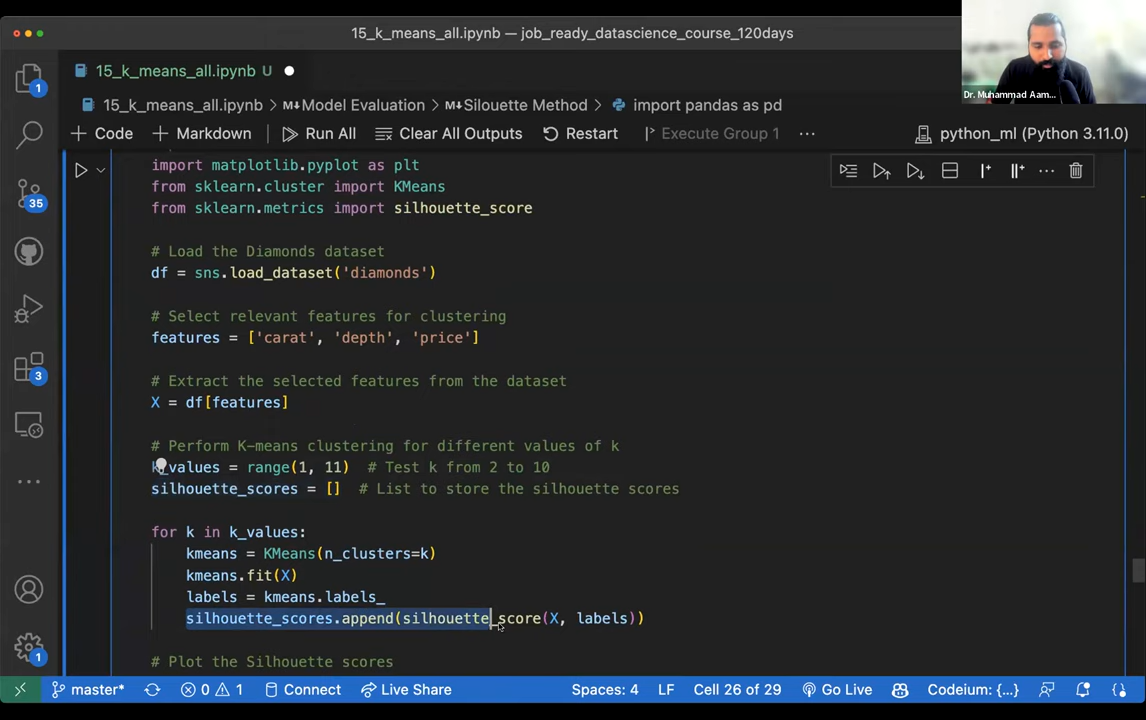 15_k_means_all.ipynb — job_ready_datascience_course_120days
15_k_means_all.ipynb U
15_k_means_all.ipynb > M↓Model Evaluation > M↓Silouette Method > import pandas as pd
+ Code + Markdown Run All Clear All Outputs Restart Execute Group 1 ... python_ml (Python 3.11.0)
import matplotlib.pyplot as plt
from sklearn.cluster import KMeans
from sklearn.metrics import silhouette_score
# Load the Diamonds dataset
df = sns.load_dataset('diamonds')
# Select relevant features for clustering
features = ['carat', 'depth', 'price']
# Extract the selected features from the dataset
X = df[features]
# Perform K-means clustering for different values of k
k_values = range(1, 11) # Test k from 2 to 10
silhouette_scores = [] # List to store the silhouette scores
for k in k_values:
kmeans = KMeans(n_clusters=k)
kmeans.fit(X)
labels = kmeans.labels_
silhouette_scores.append(silhouette_score(X, labels))
# Plot the Silhouette scores
1
35
3
1
Dr. Muhammad Aam...
master* 0 1 Connect Live Share Spaces: 4 LF Cell 26 of 29 Go Live Codeium: {...}